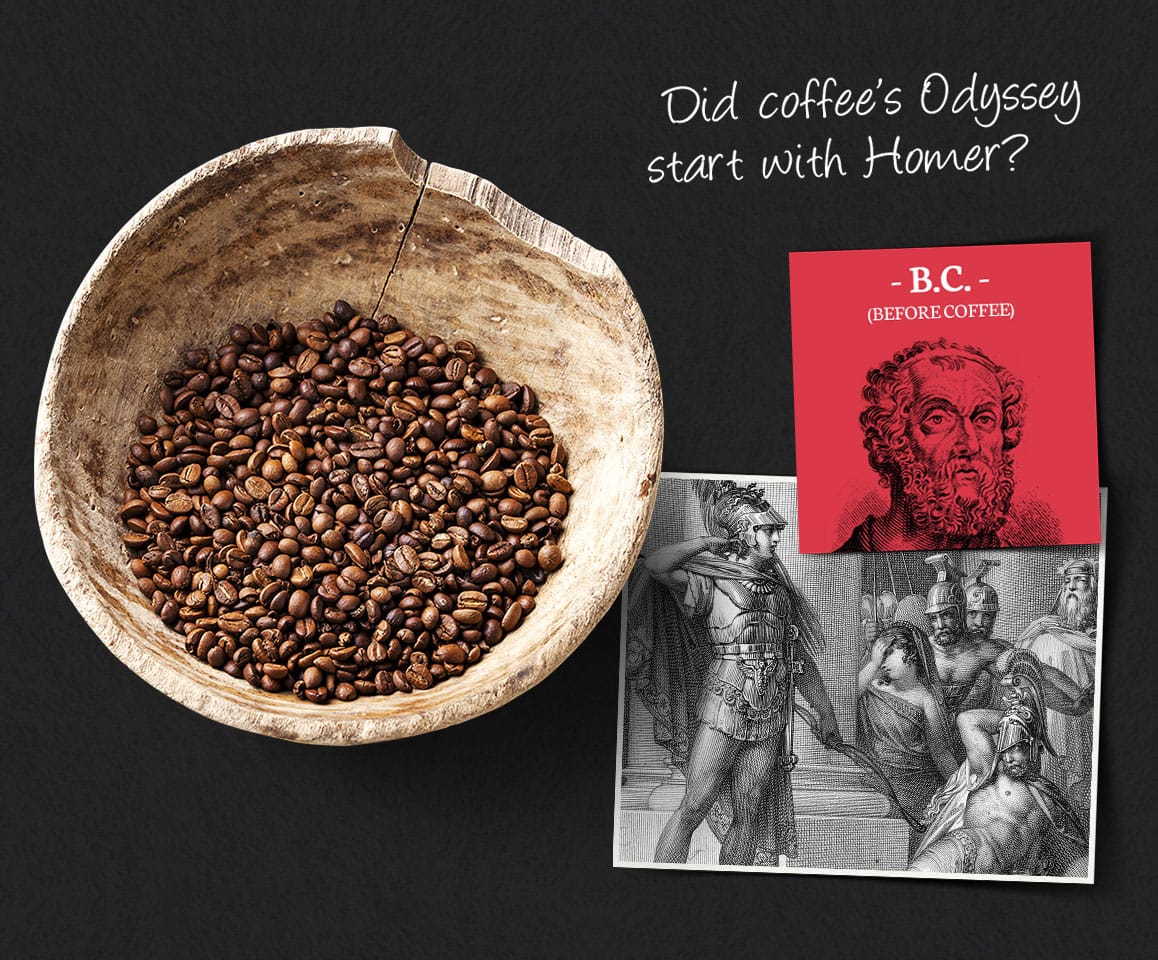 Did coffee's Odyssey
start with Homer?
- B.C. -
(BEFORE COFFEE)